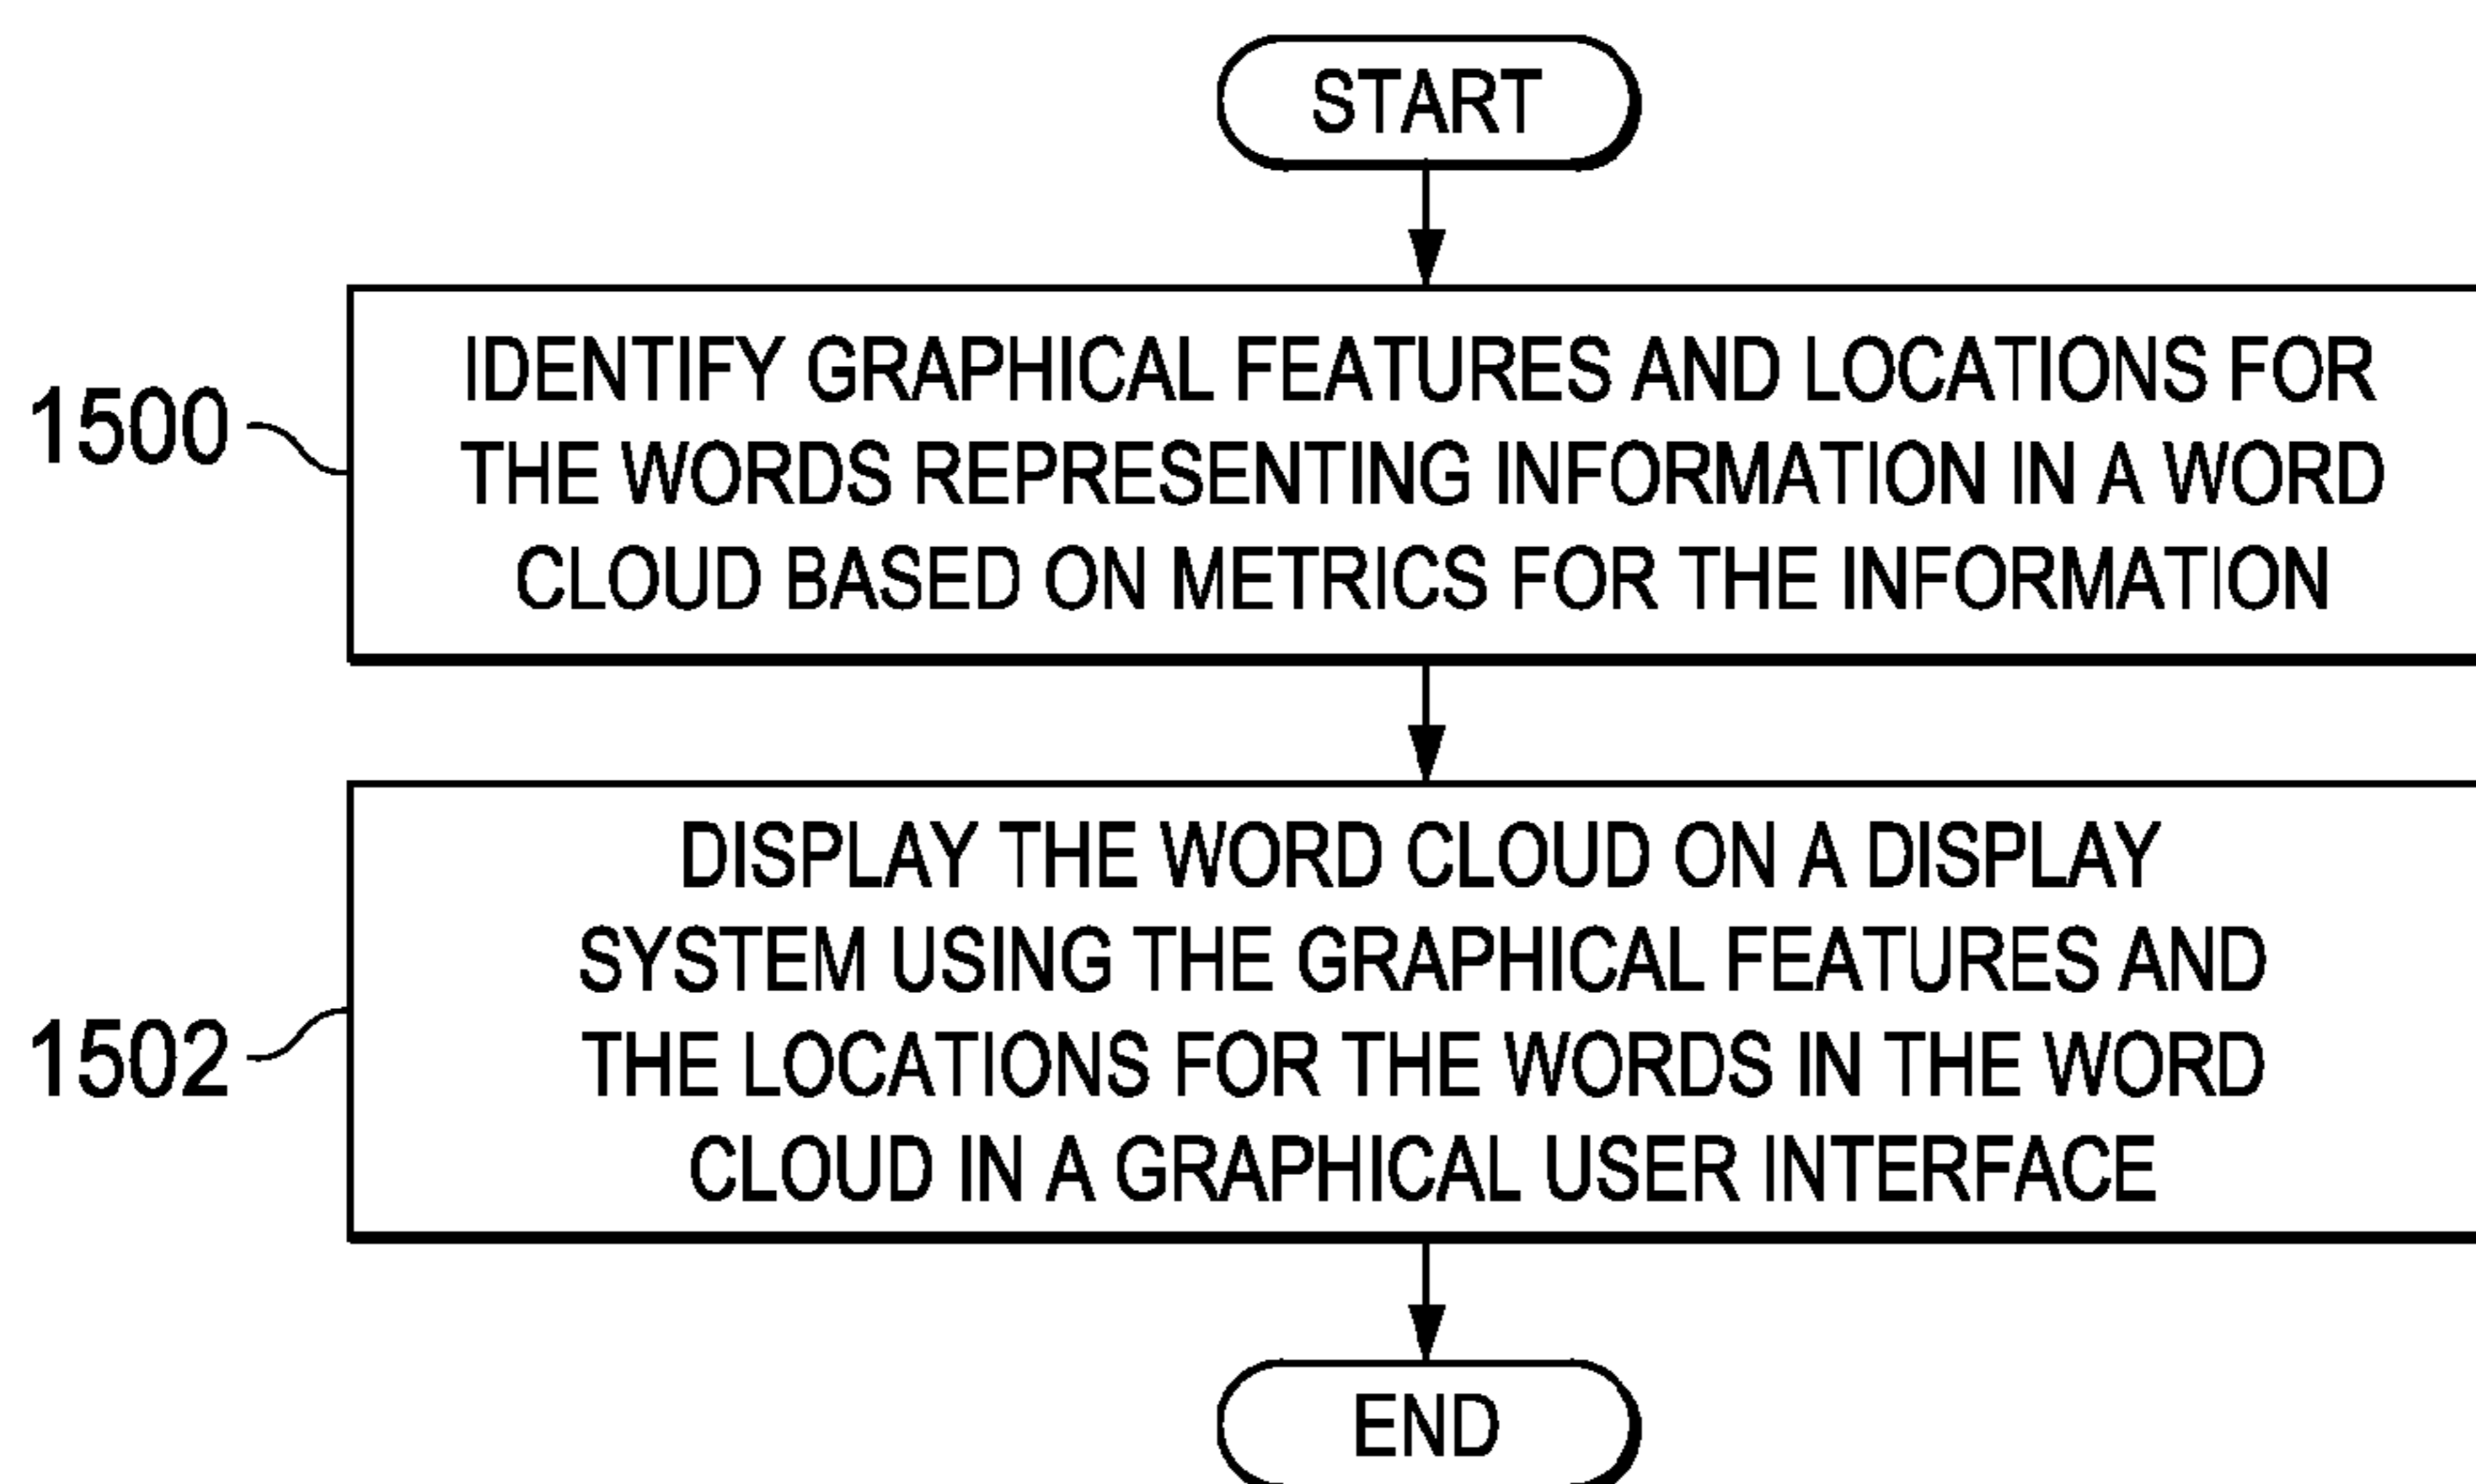 START
1500
IDENTIFY GRAPHICAL FEATURES AND LOCATIONS FOR
THE WORDS REPRESENTING INFORMATION IN A WORD
CLOUD BASED ON METRICS FOR THE INFORMATION
1502
DISPLAY THE WORD CLOUD ON A DISPLAY
SYSTEM USING THE GRAPHICAL FEATURES AND
THE LOCATIONS FOR THE WORDS IN THE WORD
CLOUD IN A GRAPHICAL USER INTERFACE
END